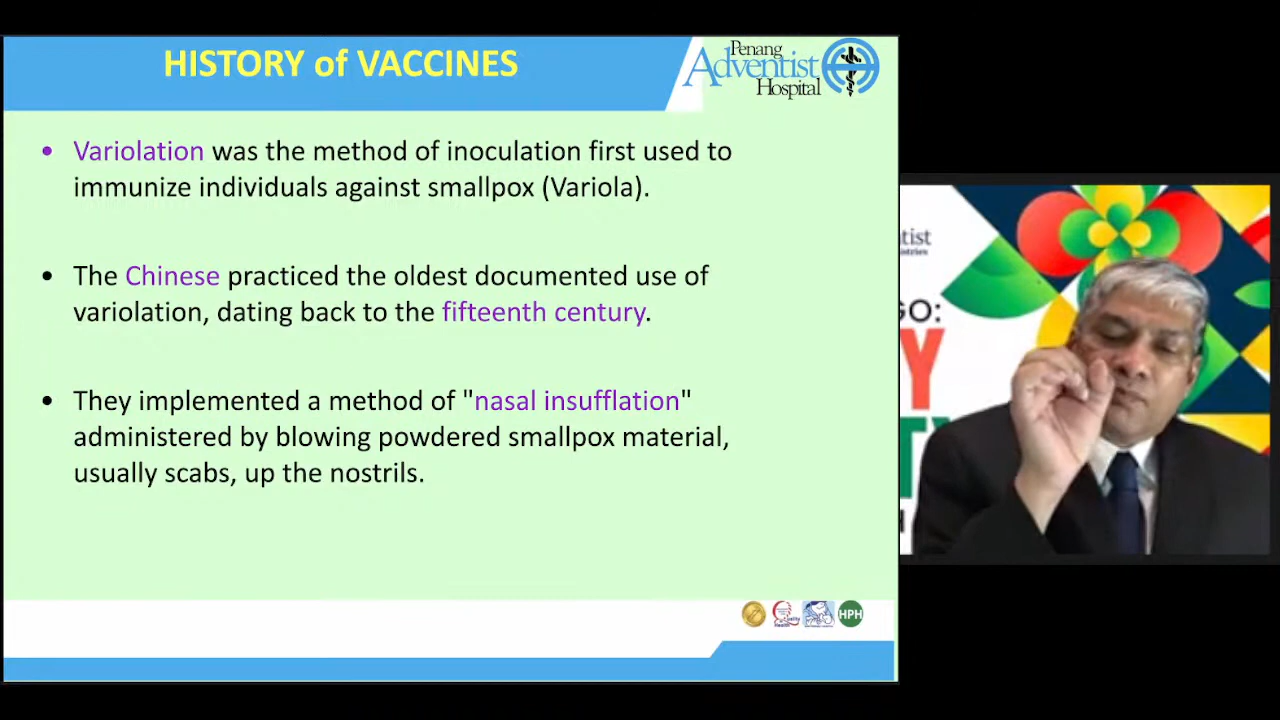 HISTORY of VACCINES
Penang
Adventist
Hospital
• Variolation was the method of inoculation first used to
immunize individuals against smallpox (Variola).
• The Chinese practiced the oldest documented use of
variolation, dating back to the fifteenth century.
• They implemented a method of "nasal insufflation"
administered by blowing powdered smallpox material,
usually scabs, up the nostrils.
HPH
tist
GO:
Y